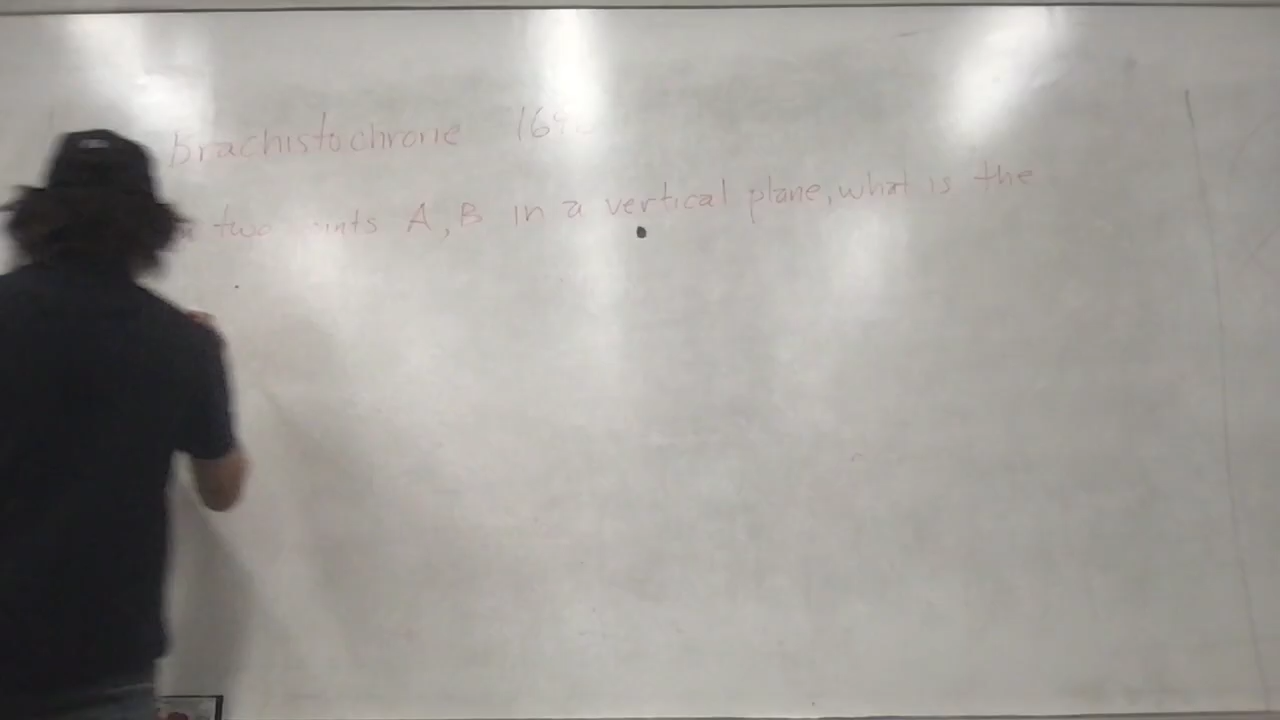 Brachistochrone
two A, B in a vertical plane, what is the